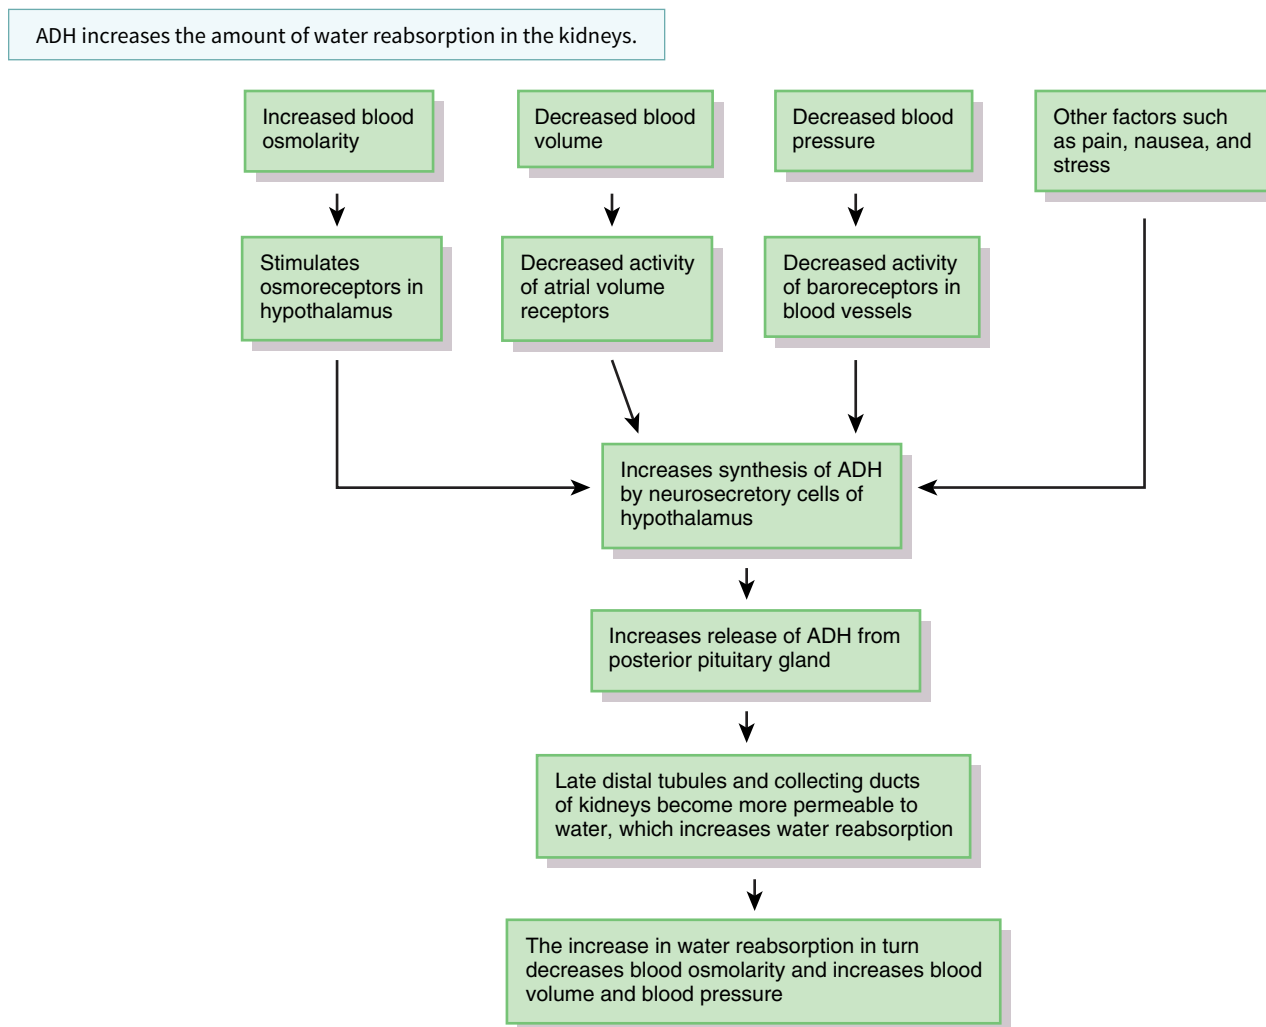 ADH increases the amount of water reabsorption in the kidneys.
Increased blood
osmolarity
Decreased blood
volume
Decreased blood
pressure
Other factors such
as pain, nausea, and
stress
Stimulates
osmoreceptors in
hypothalamus
Decreased activity
of atrial volume
receptors
Decreased activity
of baroreceptors in
blood vessels
Increases synthesis of ADH
by neurosecretory cells of
hypothalamus
Increases release of ADH from
posterior pituitary gland
Late distal tubules and collecting ducts
of kidneys become more permeable to
water, which increases water reabsorption
The increase in water reabsorption in turn
decreases blood osmolarity and increases blood
volume and blood pressure